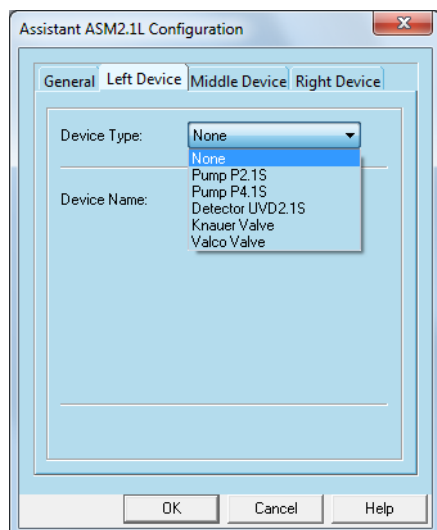 Assistant ASM2.1L Configuration
General Left Device Middle Device Right Device
Device Type: None
None
Pump P2.1S
Pump P4.1S
Device Name: Detector UVD2.1S
Knauer Valve
Valco Valve
OK Cancel Help